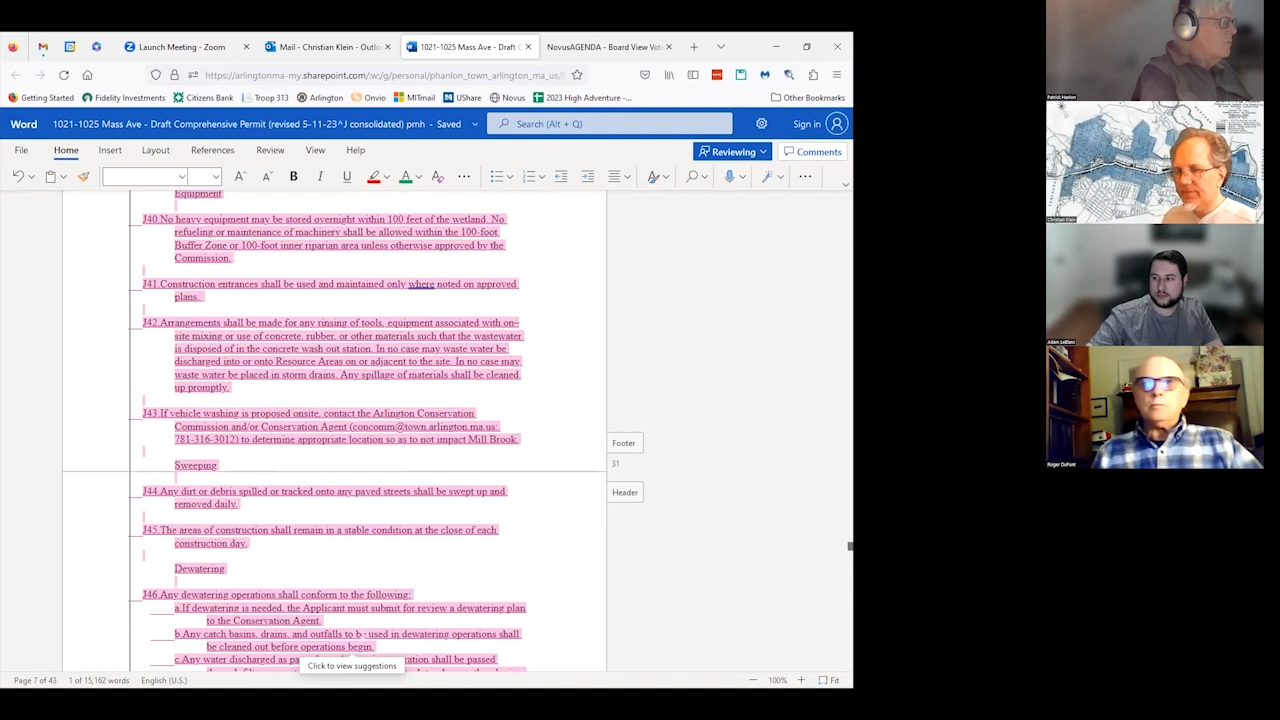 Launch Meeting - Zoom
Mail - Christian Klein - Outlo
1021-1025 Mass Ave - Draft C
NovusAGENDA - Board View Vot
https://arlingtonma-my.sharepoint.com/:w:/g/personal/phanlon_town_arlington_ma_us/
Getting Started
Fidelity Investments
Citizens Bank
Troop 313
Arlington
Onvio
MITmail
UShare
Novus
2023 High Adventure -...
Other Bookmarks
Word
1021-1025 Mass Ave - Draft Comprehensive Permit (revised 5-11-23^J consolidated) pmh - Saved
Search (Alt + Q)
Sign in
File
Home
Insert
Layout
References
Review
View
Help
Reviewing
Comments
Equipment
J40.No heavy equipment may be stored overnight within 100 feet of the wetland. No
refueling or maintenance of machinery shall be allowed within the 100-foot
Buffer Zone or 100-foot inner riparian area unless otherwise approved by the
Commission.
J41.Construction entrances shall be used and maintained only where noted on approved
plans.
J42.Arrangements shall be made for any rinsing of tools, equipment associated with on-
site mixing or use of concrete, rubber, or other materials such that the wastewater
is disposed of in the concrete wash out station. In no case may waste water be
discharged into or onto Resource Areas on or adjacent to the site. In no case may
waste water be placed in storm drains. Any spillage of materials shall be cleaned
up promptly.
J43.If vehicle washing is proposed onsite, contact the Arlington Conservation
Commission and/or Conservation Agent (concomm@town.arlington.ma.us;
781-316-3012) to determine appropriate location so as to not impact Mill Brook.
Footer
31
Sweeping
Header
J44.Any dirt or debris spilled or tracked onto any paved streets shall be swept up and
removed daily.
J45.The areas of construction shall remain in a stable condition at the close of each
construction day.
Dewatering
J46.Any dewatering operations shall conform to the following:
a.If dewatering is needed, the Applicant must submit for review a dewatering plan
to the Conservation Agent.
b.Any catch basins, drains, and outfalls to be used in dewatering operations shall
be cleaned out before operations begin.
c.Any water discharged as pa ration shall be passed
Click to view suggestions
Page 7 of 43
1 of 15,162 words
English (U.S.)
100%
Fit
Patrick Hanlon
Christian Klein
Adam LeBlanc
Roger DuPont